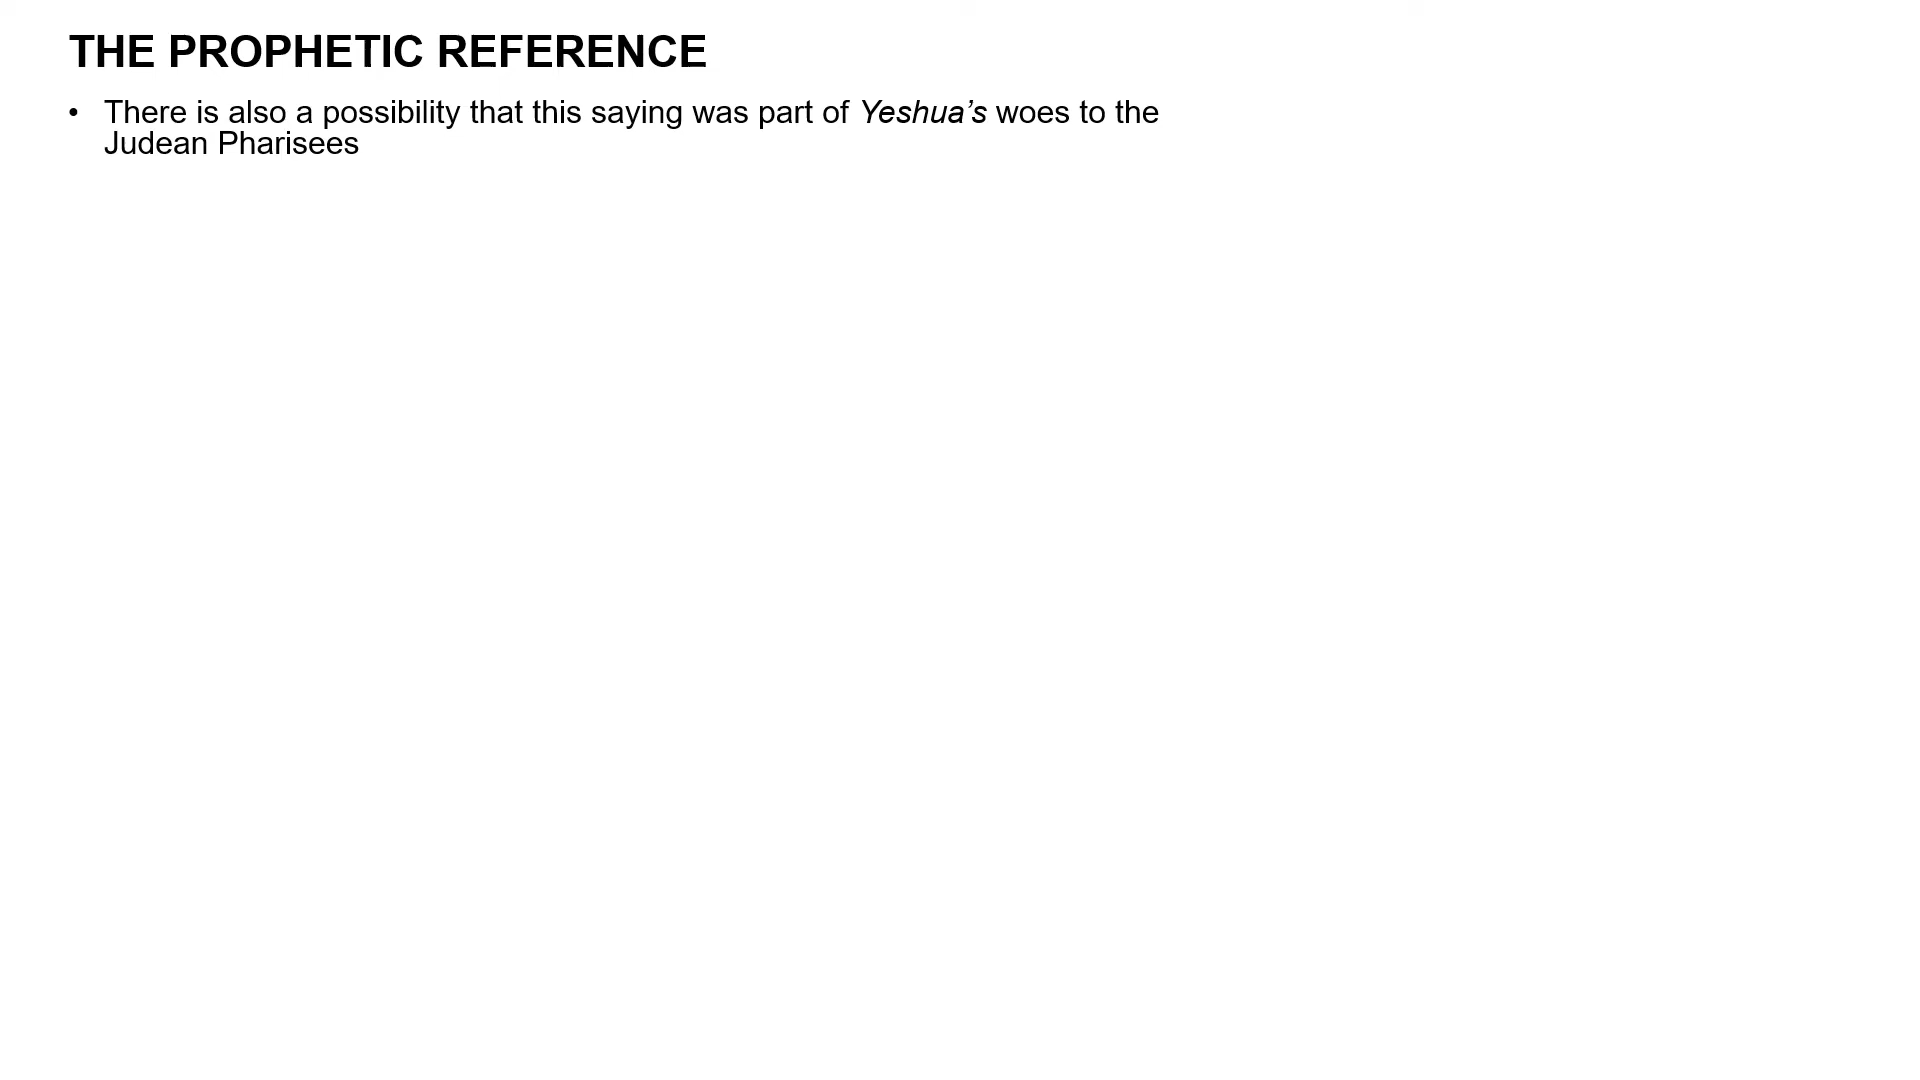 THE PROPHETIC REFERENCE
• There is also a possibility that this saying was part of Yeshua’s woes to the
Judean Pharisees